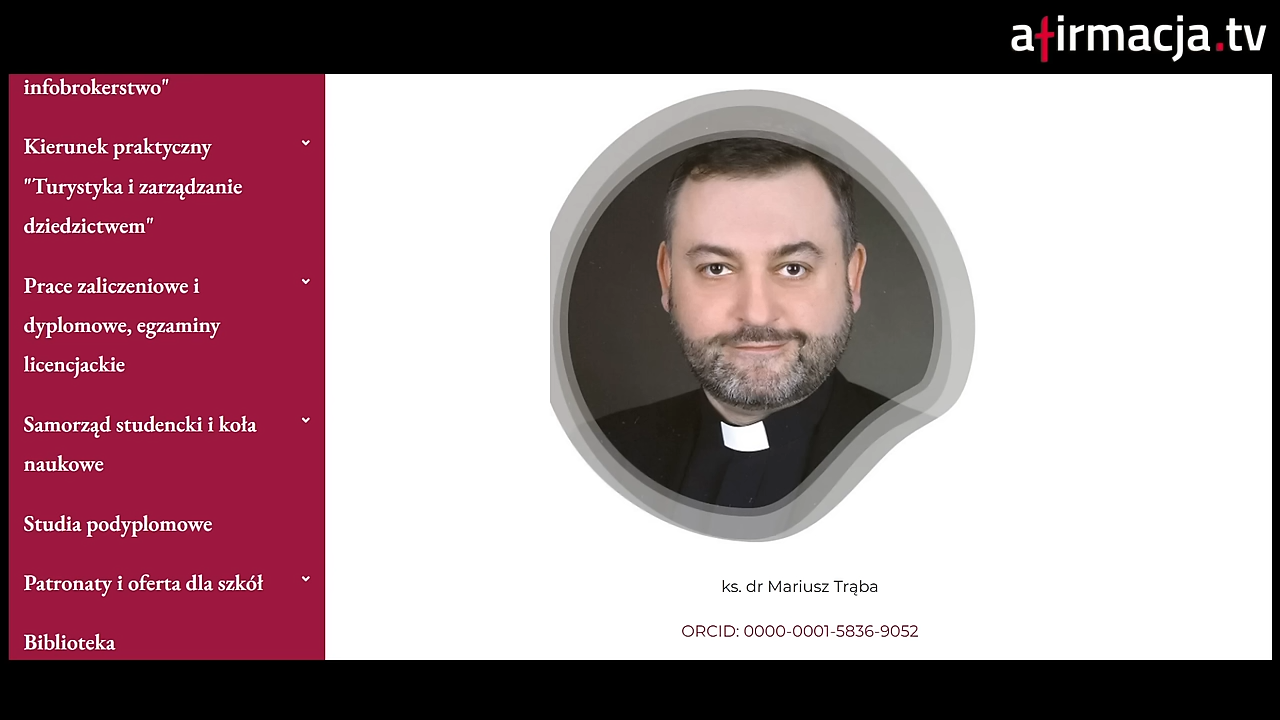 afirmacja.tv
infobrokerstwo"
Kierunek praktyczny
"Turystyka i zarządzanie
dziedzictwem"
Prace zaliczeniowe i
dyplomowe, egzaminy
licencjackie
Samorząd studencki i koła
naukowe
Studia podyplomowe
Patronaty i oferta dla szkół
Biblioteka
ks. dr Mariusz Trąba
ORCID: 0000-0001-5836-9052